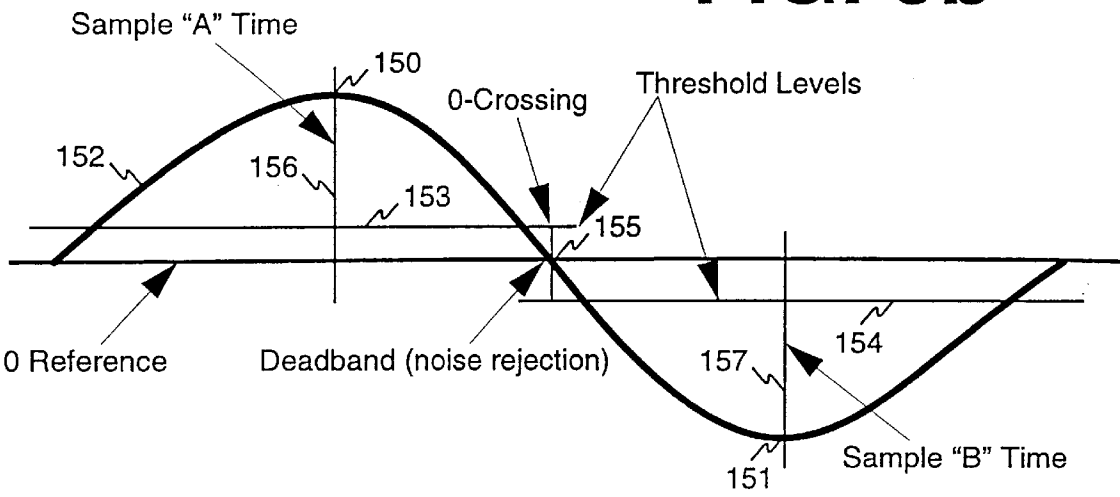 Sample “A” Time
150
0-Crossing
Threshold Levels
152
156
153
155
0 Reference
Deadband (noise rejection)
154
157
151
Sample “B” Time